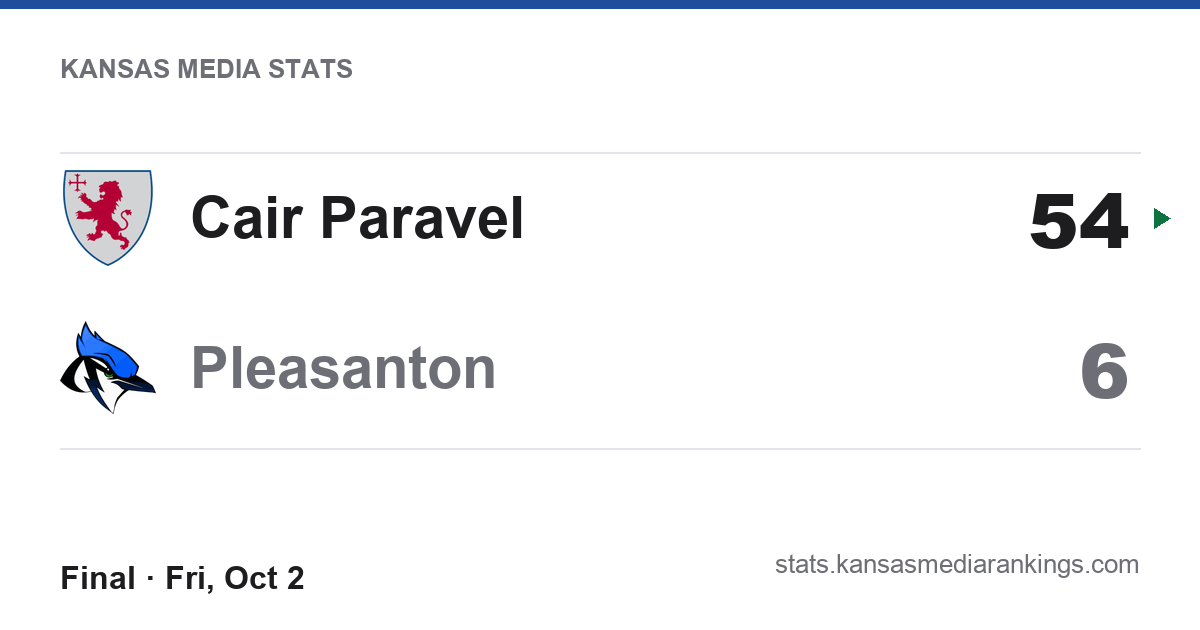 KANSAS MEDIA STATS
Cair Paravel 54
Pleasanton 6
Final · Fri, Oct 2
stats.kansasmediarankings.com